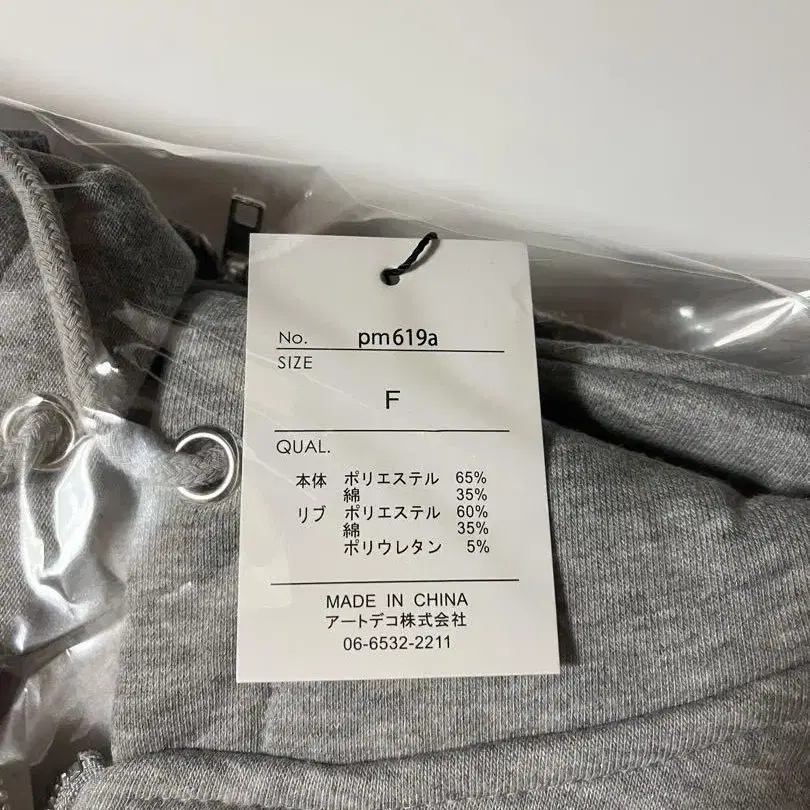 No. pm619a
SIZE
F
QUAL.
本体 ポリエステル 65%
綿 35%
リブ ポリエステル 60%
綿 35%
ポリウレタン 5%
MADE IN CHINA
アートデコ株式会社
06-6532-2211